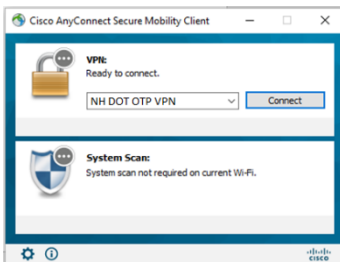 Cisco AnyConnect Secure Mobility Client
VPN:
Ready to connect.
NH DOT OTP VPN
Connect
System Scan:
System scan not required on current Wi-Fi.
CISCO